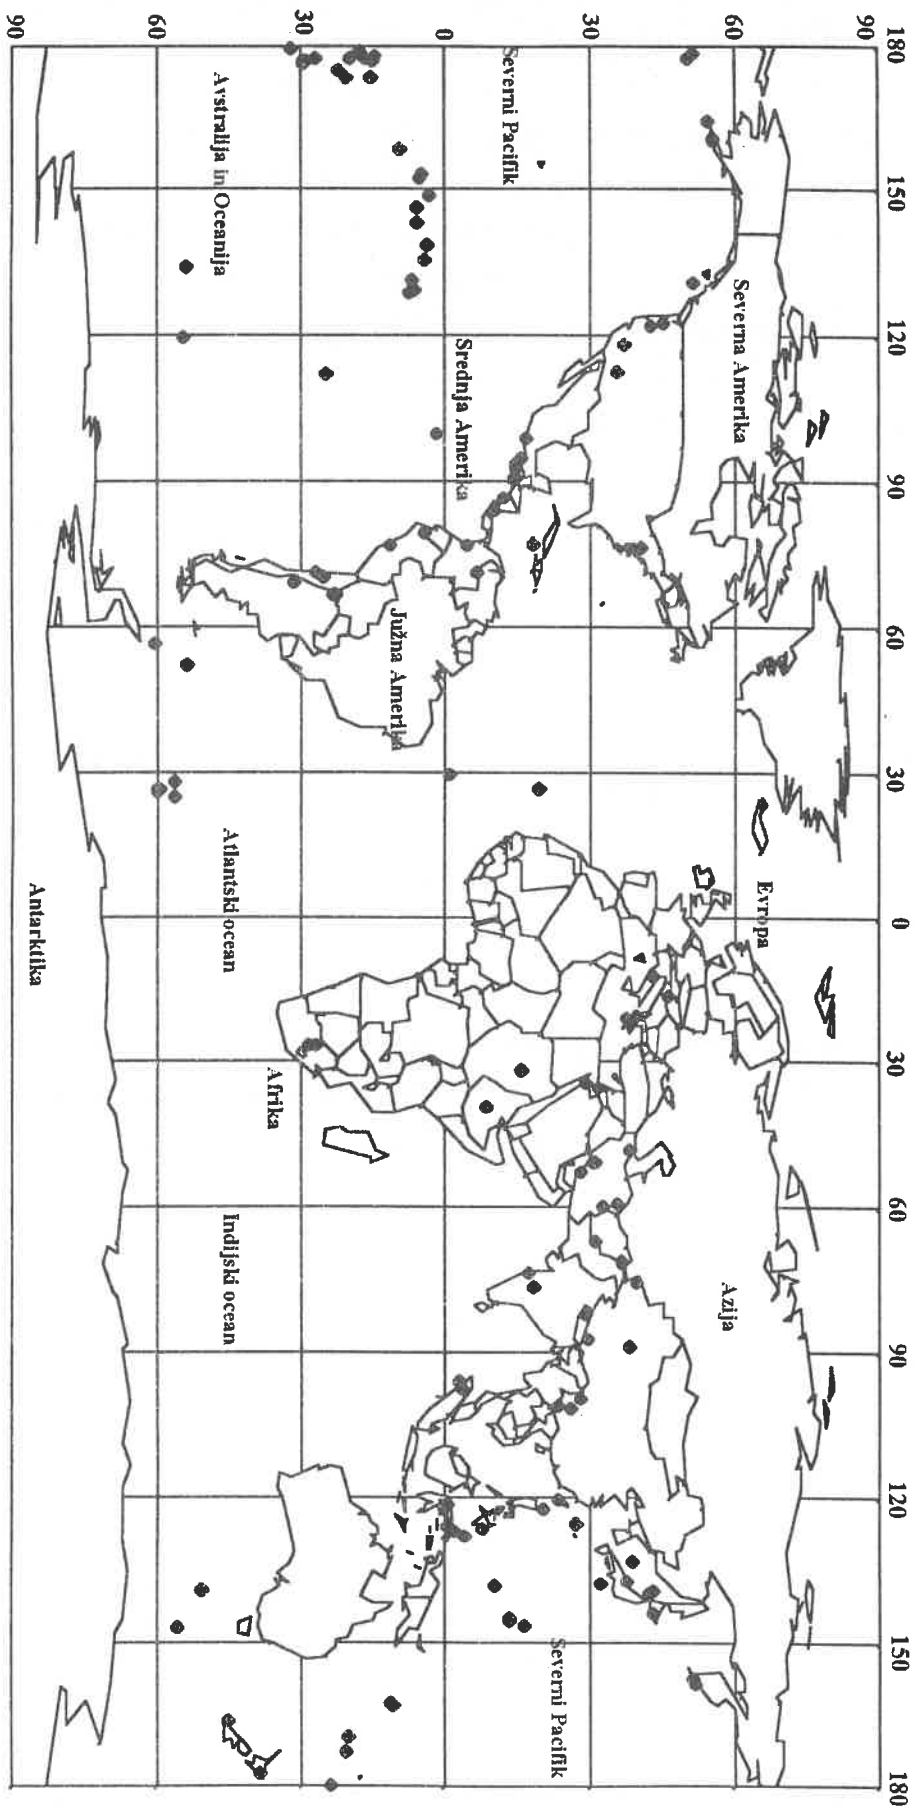 180 150 120 90 60 30 0 30 60 90 120 150 180
90
60
30
0
30
60
90
Severna Amerika
Evropa
Azija
Severni Pacifik
Severni Pacifik
Srednja Amerika
Južna Amerika
Afrika
Avstralija in Oceanija
Atlantski ocean
Indijski ocean
Antarktika